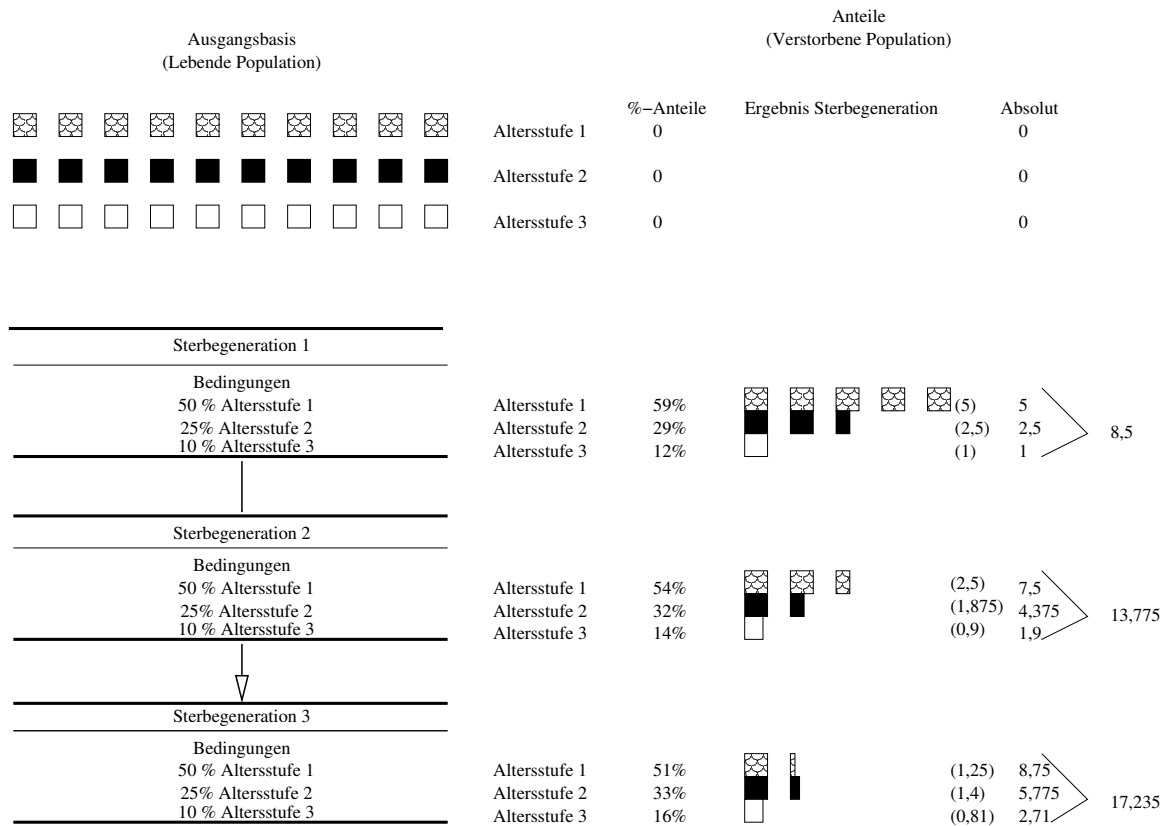 Anteile
(Verstorbene Population)
Ausgangsbasis
(Lebende Population)
%−Anteile Ergebnis Sterbegeneration Absolut
Altersstufe 1 0 0
Altersstufe 2 0 0
Altersstufe 3 0 0
Sterbegeneration 1
Bedingungen
50 % Altersstufe 1 Altersstufe 1 59% (5) 5
25% Altersstufe 2 Altersstufe 2 29% (2,5) 2,5 8,5
10 % Altersstufe 3 Altersstufe 3 12% (1) 1
Sterbegeneration 2
Bedingungen
50 % Altersstufe 1 Altersstufe 1 54% (2,5) 7,5
25% Altersstufe 2 Altersstufe 2 32% (1,875) 4,375 13,775
10 % Altersstufe 3 Altersstufe 3 14% (0,9) 1,9
Sterbegeneration 3
Bedingungen
50 % Altersstufe 1 Altersstufe 1 51% (1,25) 8,75
25% Altersstufe 2 Altersstufe 2 33% (1,4) 5,775 17,235
10 % Altersstufe 3 Altersstufe 3 16% (0,81) 2,71